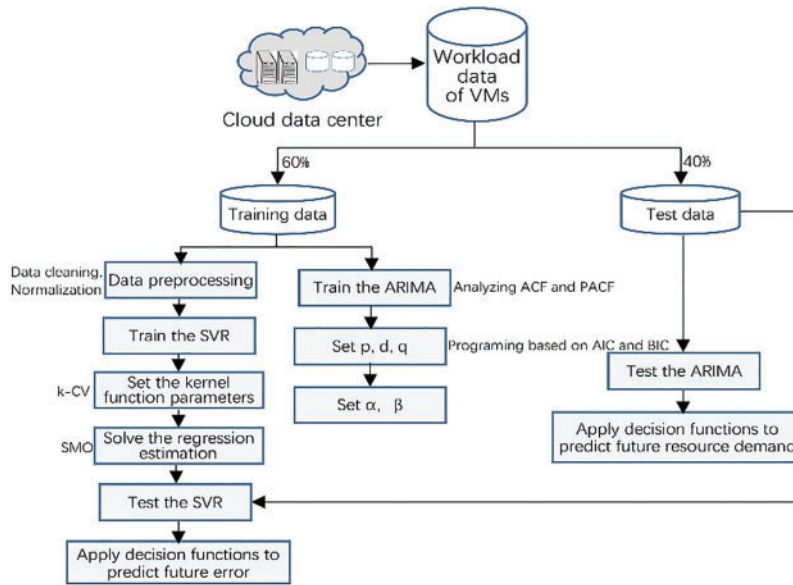 Workload
data
of VMs
Cloud data center
60%
40%
Training data
Test data
Data cleaning,
Normalization
Data preprocessing
Train the ARIMA
Analyzing ACF and PACF
Train the SVR
Set p, d, q
Programing based on AIC and BIC
Test the ARIMA
k-CV
Set the kernel
function parameters
Set α, β
Apply decision functions to
predict future resource demand
SMO
Solve the regression
estimation
Test the SVR
Apply decision functions to
predict future error